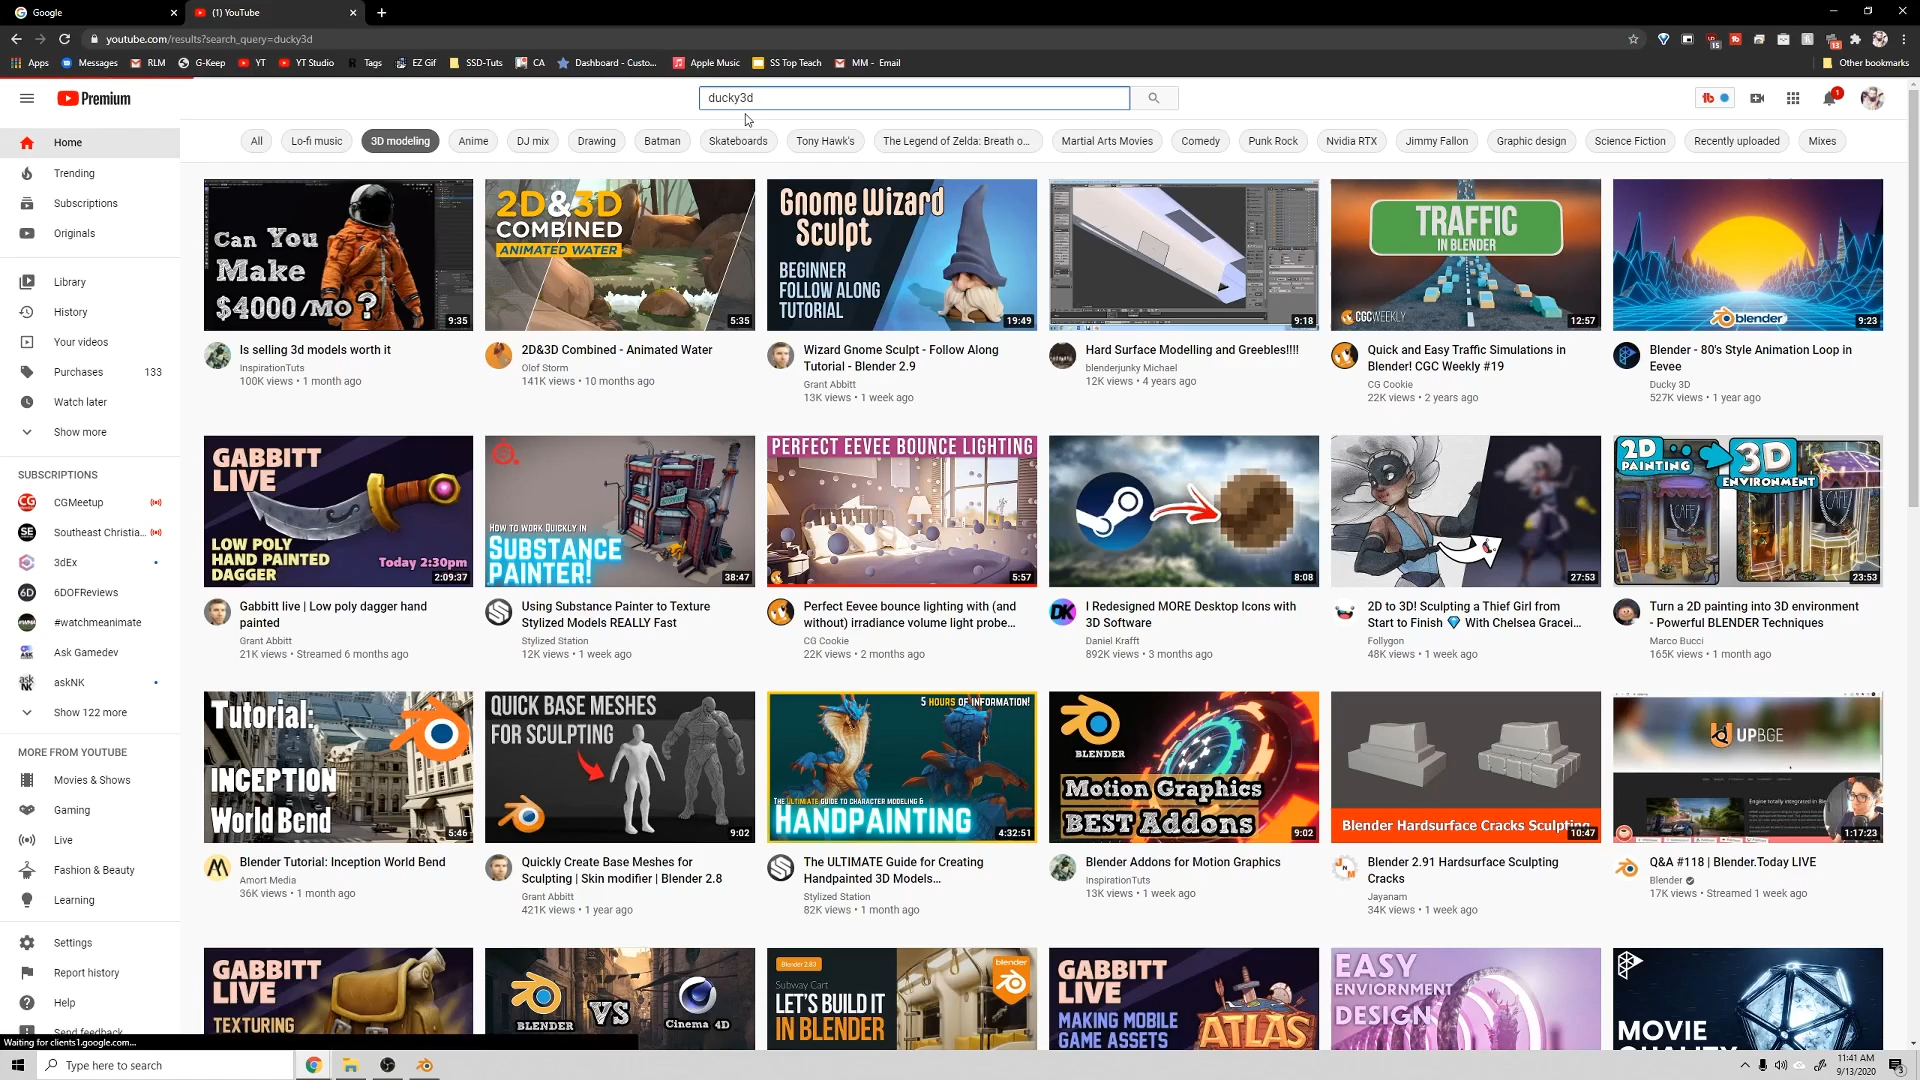 Google
(1) YouTube
youtube.com/results?search_query=ducky3d
Apps
Messages
RLM
G-Keep
YT
YT Studio
Tags
EZ Gif
SSD-Tuts
CA
Dashboard - Custo...
Apple Music
SS Top Teach
MM - Email
Other bookmarks
Premium
ducky3d
1
All
Lo-fi music
3D modeling
Anime
DJ mix
Drawing
Batman
Skateboards
Tony Hawk's
The Legend of Zelda: Breath o...
Martial Arts Movies
Comedy
Punk Rock
Nvidia RTX
Jimmy Fallon
Graphic design
Science Fiction
Recently uploaded
Mixes
Home
Trending
Subscriptions
Originals
Library
History
Your videos
Purchases 133
Watch later
Show more
SUBSCRIPTIONS
CGMeetup
Southeast Christia...
3dEx
6DOFReviews
#watchmeanimate
Ask Gamedev
askNK
Show 122 more
MORE FROM YOUTUBE
Movies & Shows
Gaming
Live
Fashion & Beauty
Learning
Settings
Report history
Help
Send feedback
Can You
Make
$4000/MO?
9:35
Is selling 3d models worth it
InspirationTuts
100K views • 1 month ago
2D&3D
COMBINED
ANIMATED WATER
5:35
2D&3D Combined - Animated Water
Olof Storm
141K views • 10 months ago
Gnome Wizard
Sculpt
BEGINNER
FOLLOW ALONG
TUTORIAL
19:49
Wizard Gnome Sculpt - Follow Along
Tutorial - Blender 2.9
Grant Abbitt
13K views • 1 week ago
9:18
Hard Surface Modelling and Greebles!!!!
blenderjunky Michael
12K views • 4 years ago
TRAFFIC
IN BLENDER
CGCWEEKLY
12:57
Quick and Easy Traffic Simulations in
Blender! CGC Weekly #19
CG Cookie
22K views • 2 years ago
blender
9:23
Blender - 80's Style Animation Loop in
Eevee
Ducky 3D
527K views • 1 year ago
GABBITT
LIVE
LOW POLY
HAND PAINTED
DAGGER
Today 2:30pm
2:09:37
Gabbitt live | Low poly dagger hand
painted
Grant Abbitt
21K views • Streamed 6 months ago
HOW TO WORK QUICKLY IN
SUBSTANCE
PAINTER!
38:47
Using Substance Painter to Texture
Stylized Models REALLY Fast
Stylized Station
12K views • 1 week ago
PERFECT EEVEE BOUNCE LIGHTING
5:57
Perfect Eevee bounce lighting with (and
without) irradiance volume light probe...
CG Cookie
22K views • 2 months ago
8:08
I Redesigned MORE Desktop Icons with
3D Software
Daniel Krafft
892K views • 3 months ago
27:53
2D to 3D! Sculpting a Thief Girl from
Start to Finish 💎 With Chelsea Gracei...
Follygon
48K views • 1 week ago
2D
PAINTING
3D
ENVIRONMENT
23:53
Turn a 2D painting into 3D environment
- Powerful BLENDER Techniques
Marco Bucci
165K views • 1 month ago
Tutorial:
INCEPTION
World Bend
5:46
Blender Tutorial: Inception World Bend
Amort Media
36K views • 1 month ago
QUICK BASE MESHES
FOR SCULPTING
9:02
Quickly Create Base Meshes for
Sculpting | Skin modifier | Blender 2.8
Grant Abbitt
421K views • 1 year ago
5 HOURS OF INFORMATION!
THE ULTIMATE GUIDE TO CHARACTER MODELING &
HANDPAINTING
4:32:51
The ULTIMATE Guide for Creating
Handpainted 3D Models...
Stylized Station
82K views • 1 month ago
BLENDER
Motion Graphics
BEST Addons
9:02
Blender Addons for Motion Graphics
InspirationTuts
13K views • 1 week ago
Blender Hardsurface Cracks Sculpting
10:47
Blender 2.91 Hardsurface Sculpting
Cracks
Jayanam
34K views • 1 week ago
UPBGE
1:17:23
Q&A #118 | Blender.Today LIVE
Blender
17K views • Streamed 1 week ago
GABBITT
LIVE
TEXTURING
BLENDER
VS
Cinema 4D
Blender 2.83
Subway Cart
LET'S BUILD IT
IN BLENDER
blender
GABBITT
LIVE
MAKING MOBILE
GAME ASSETS
ATLAS
EASY
ENVIORNMENT
DESIGN
MOVIE
Waiting for clients1.google.com...
Type here to search
11:41 AM
9/13/2020